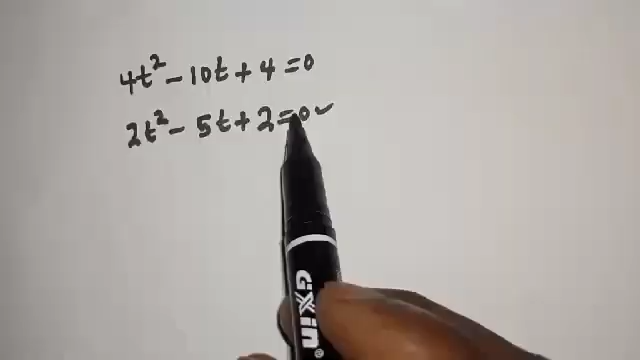 4t² - 10t + 4 = 0
2t² - 5t + 2 = 0 ✓
Gxin®